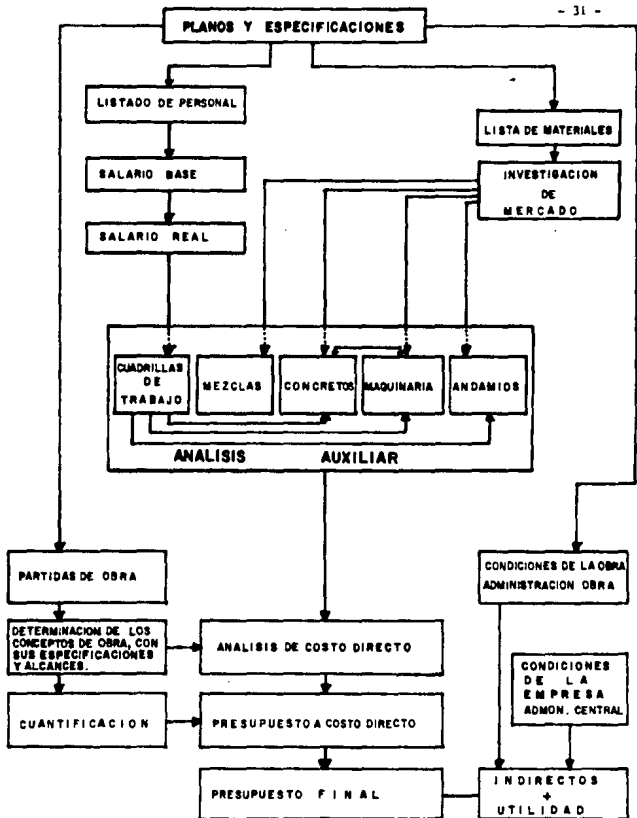 - 31 -
PLANOS Y ESPECIFICACIONES
LISTADO DE PERSONAL
LISTA DE MATERIALES
SALARIO BASE
INVESTIGACION
DE
MERCADO
SALARIO REAL
CUADRILLAS
DE
TRABAJO
MEZCLAS
CONCRETOS
MAQUINARIA
ANDAMIOS
ANALISIS AUXILIAR
PARTIDAS DE OBRA
CONDICIONES DE LA OBRA
ADMINISTRACION OBRA
DETERMINACION DE LOS
CONCEPTOS DE OBRA, CON
SUS ESPECIFICACIONES
Y ALCANCES.
ANALISIS DE COSTO DIRECTO
CONDICIONES
DE LA
EMPRESA
ADMON. CENTRAL
CUANTIFICACION
PRESUPUESTO A COSTO DIRECTO
PRESUPUESTO FINAL
INDIRECTOS
+
UTILIDAD